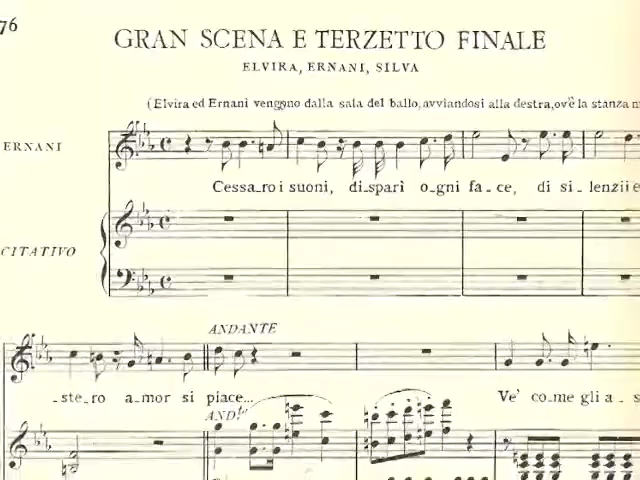 76
GRAN SCENA E TERZETTO FINALE
ELVIRA, ERNANI, SILVA
(Elvira ed Ernani vengono dalla sala del ballo, avviandosi alla destra, ov'è la stanza
ERNANI
Cessa_ro i suoni, di_sparì o_gni fa_ce, di si_lenzii e
CITATIVO
ANDANTE
_ste_ro a_mor si piace...
Ve' co_me gli a_ s
AND!e